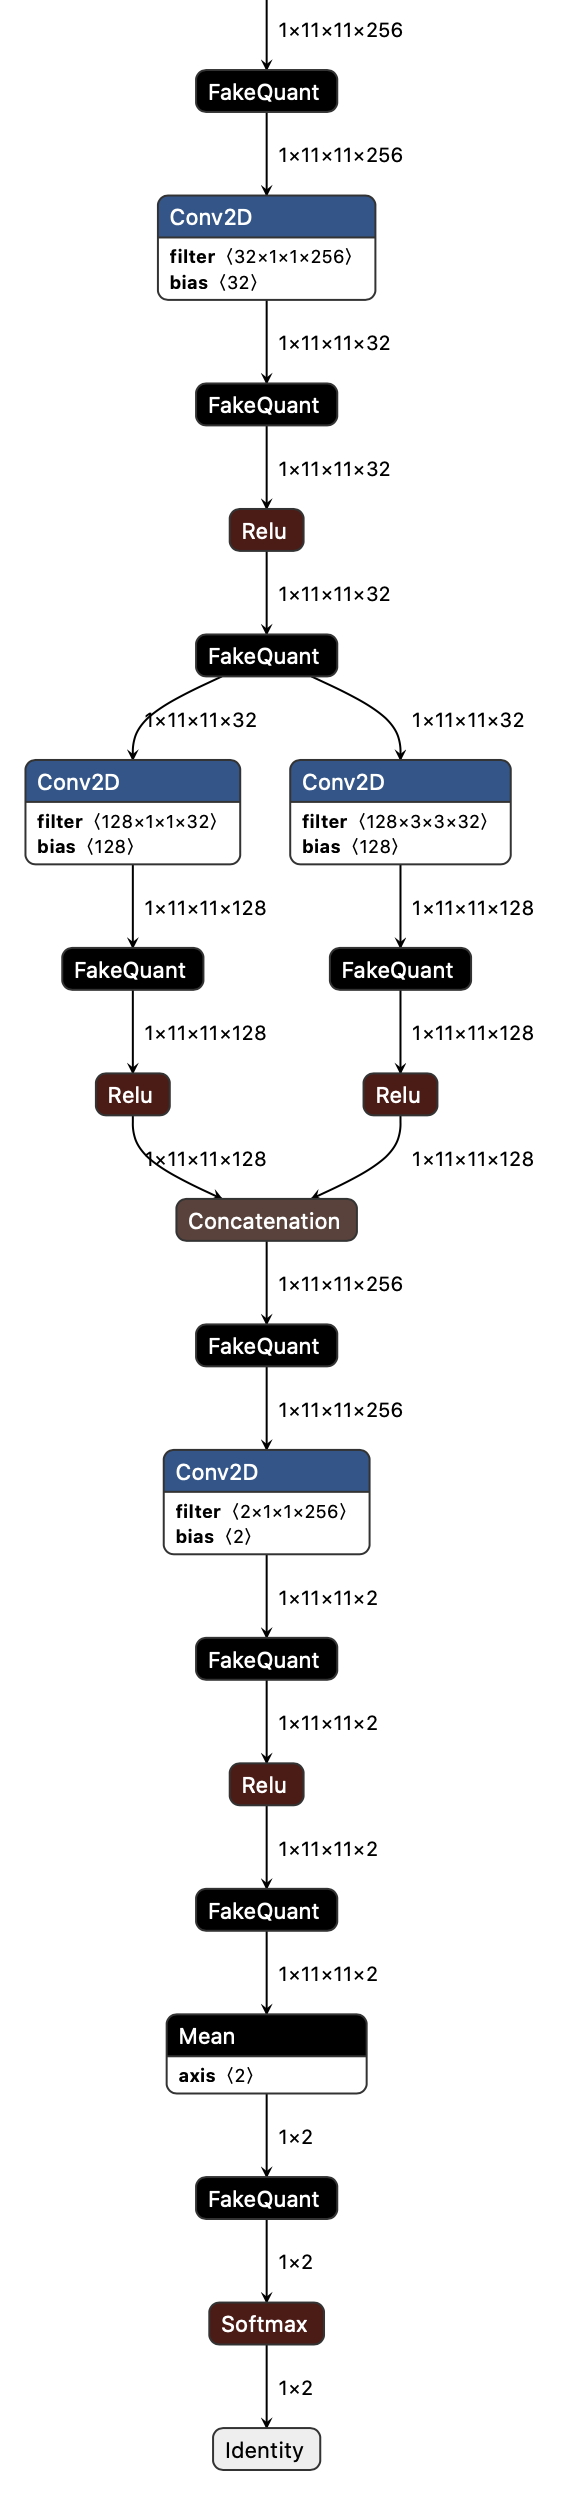 1×11×11×256
FakeQuant
1×11×11×256
Conv2D
filter ⟨32×1×1×256⟩
bias ⟨32⟩
1×11×11×32
FakeQuant
1×11×11×32
Relu
1×11×11×32
FakeQuant
1×11×11×32
1×11×11×32
Conv2D
filter ⟨128×1×1×32⟩
bias ⟨128⟩
Conv2D
filter ⟨128×3×3×32⟩
bias ⟨128⟩
1×11×11×128
1×11×11×128
FakeQuant
FakeQuant
1×11×11×128
1×11×11×128
Relu
Relu
1×11×11×128
1×11×11×128
Concatenation
1×11×11×256
FakeQuant
1×11×11×256
Conv2D
filter ⟨2×1×1×256⟩
bias ⟨2⟩
1×11×11×2
FakeQuant
1×11×11×2
Relu
1×11×11×2
FakeQuant
1×11×11×2
Mean
axis ⟨2⟩
1×2
FakeQuant
1×2
Softmax
1×2
Identity